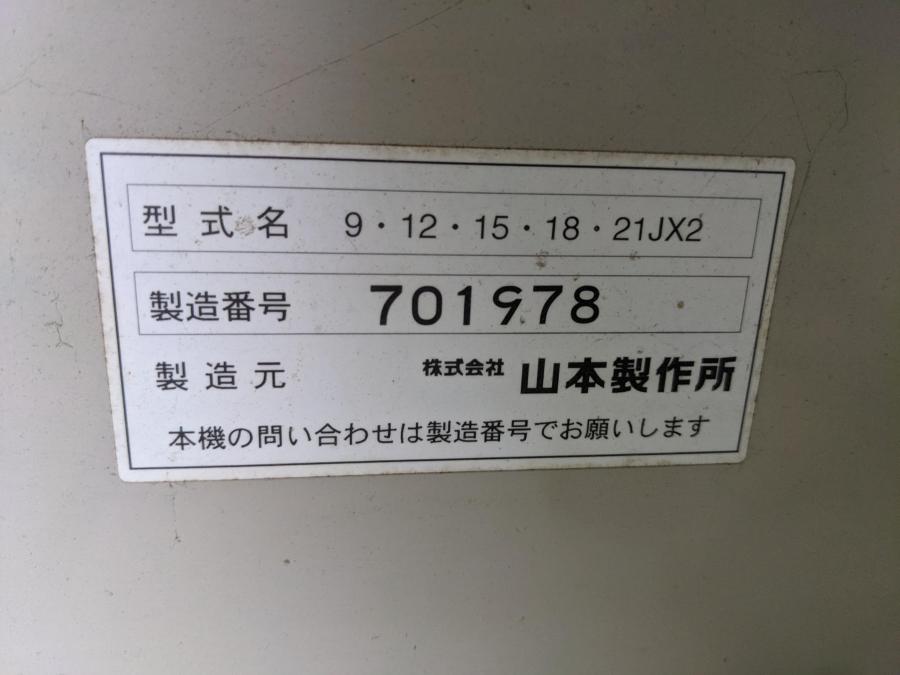 型式名 9・12・15・18・21JX2
製造番号 701978
製造元 株式会社 山本製作所
本機の問い合わせは製造番号でお願いします